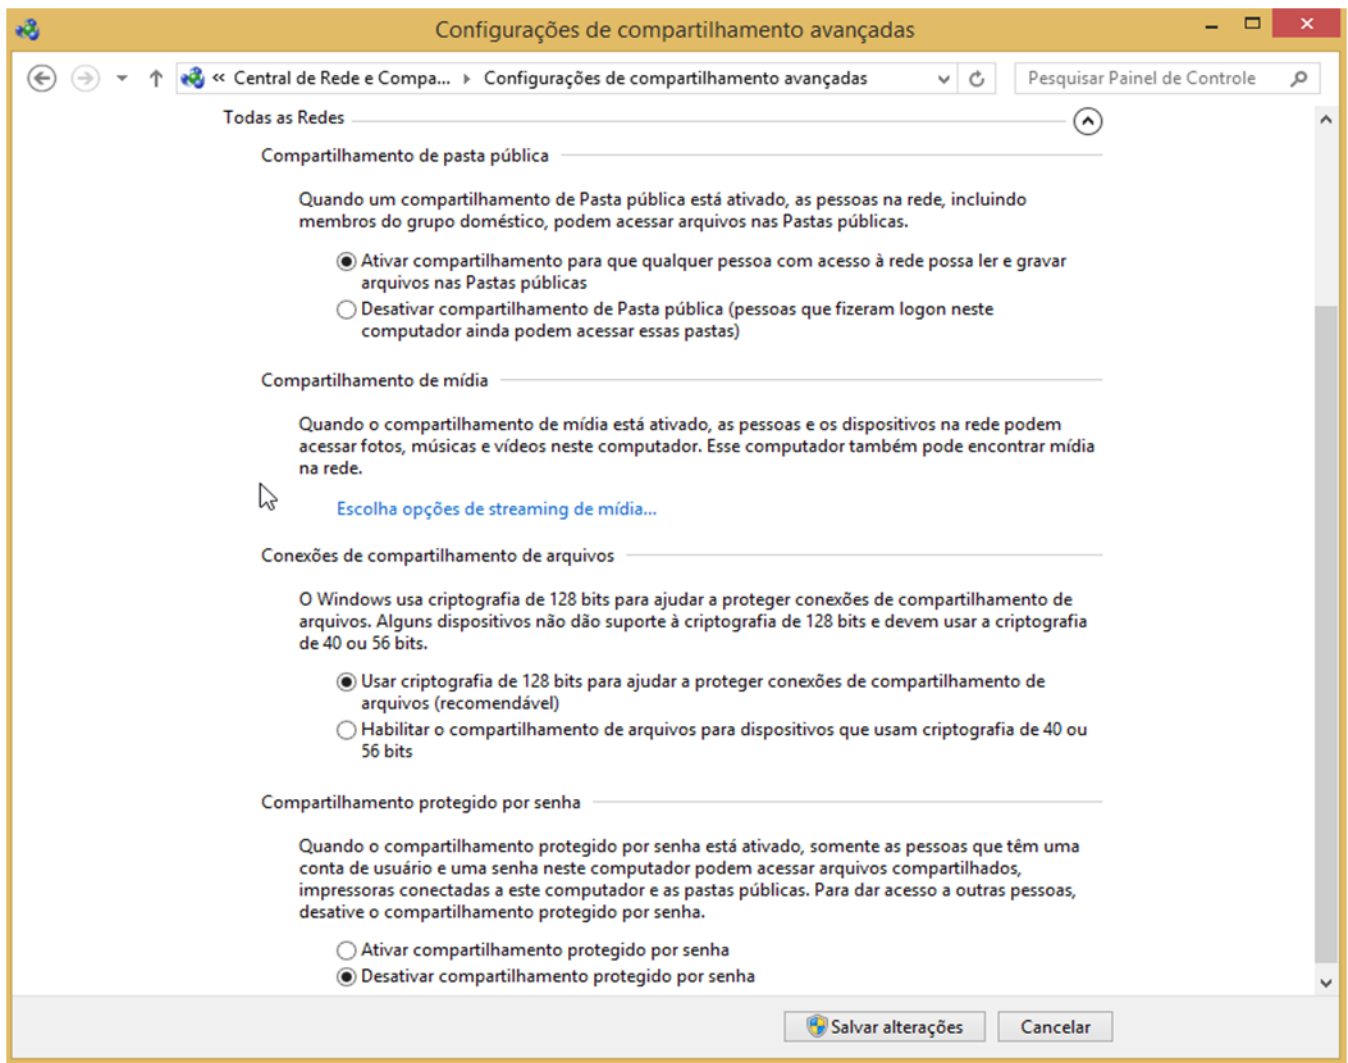 Configurações de compartilhamento avançadas
« Central de Rede e Compa... Configurações de compartilhamento avançadas Pesquisar Painel de Controle
Todas as Redes
Compartilhamento de pasta pública
Quando um compartilhamento de Pasta pública está ativado, as pessoas na rede, incluindo
membros do grupo doméstico, podem acessar arquivos nas Pastas públicas.
Ativar compartilhamento para que qualquer pessoa com acesso à rede possa ler e gravar
arquivos nas Pastas públicas
Desativar compartilhamento de Pasta pública (pessoas que fizeram logon neste
computador ainda podem acessar essas pastas)
Compartilhamento de mídia
Quando o compartilhamento de mídia está ativado, as pessoas e os dispositivos na rede podem
acessar fotos, músicas e vídeos neste computador. Esse computador também pode encontrar mídia
na rede.
Escolha opções de streaming de mídia...
Conexões de compartilhamento de arquivos
O Windows usa criptografia de 128 bits para ajudar a proteger conexões de compartilhamento de
arquivos. Alguns dispositivos não dão suporte à criptografia de 128 bits e devem usar a criptografia
de 40 ou 56 bits.
Usar criptografia de 128 bits para ajudar a proteger conexões de compartilhamento de
arquivos (recomendável)
Habilitar o compartilhamento de arquivos para dispositivos que usam criptografia de 40 ou
56 bits
Compartilhamento protegido por senha
Quando o compartilhamento protegido por senha está ativado, somente as pessoas que têm uma
conta de usuário e uma senha neste computador podem acessar arquivos compartilhados,
impressoras conectadas a este computador e as pastas públicas. Para dar acesso a outras pessoas,
desative o compartilhamento protegido por senha.
Ativar compartilhamento protegido por senha
Desativar compartilhamento protegido por senha
Salvar alterações Cancelar